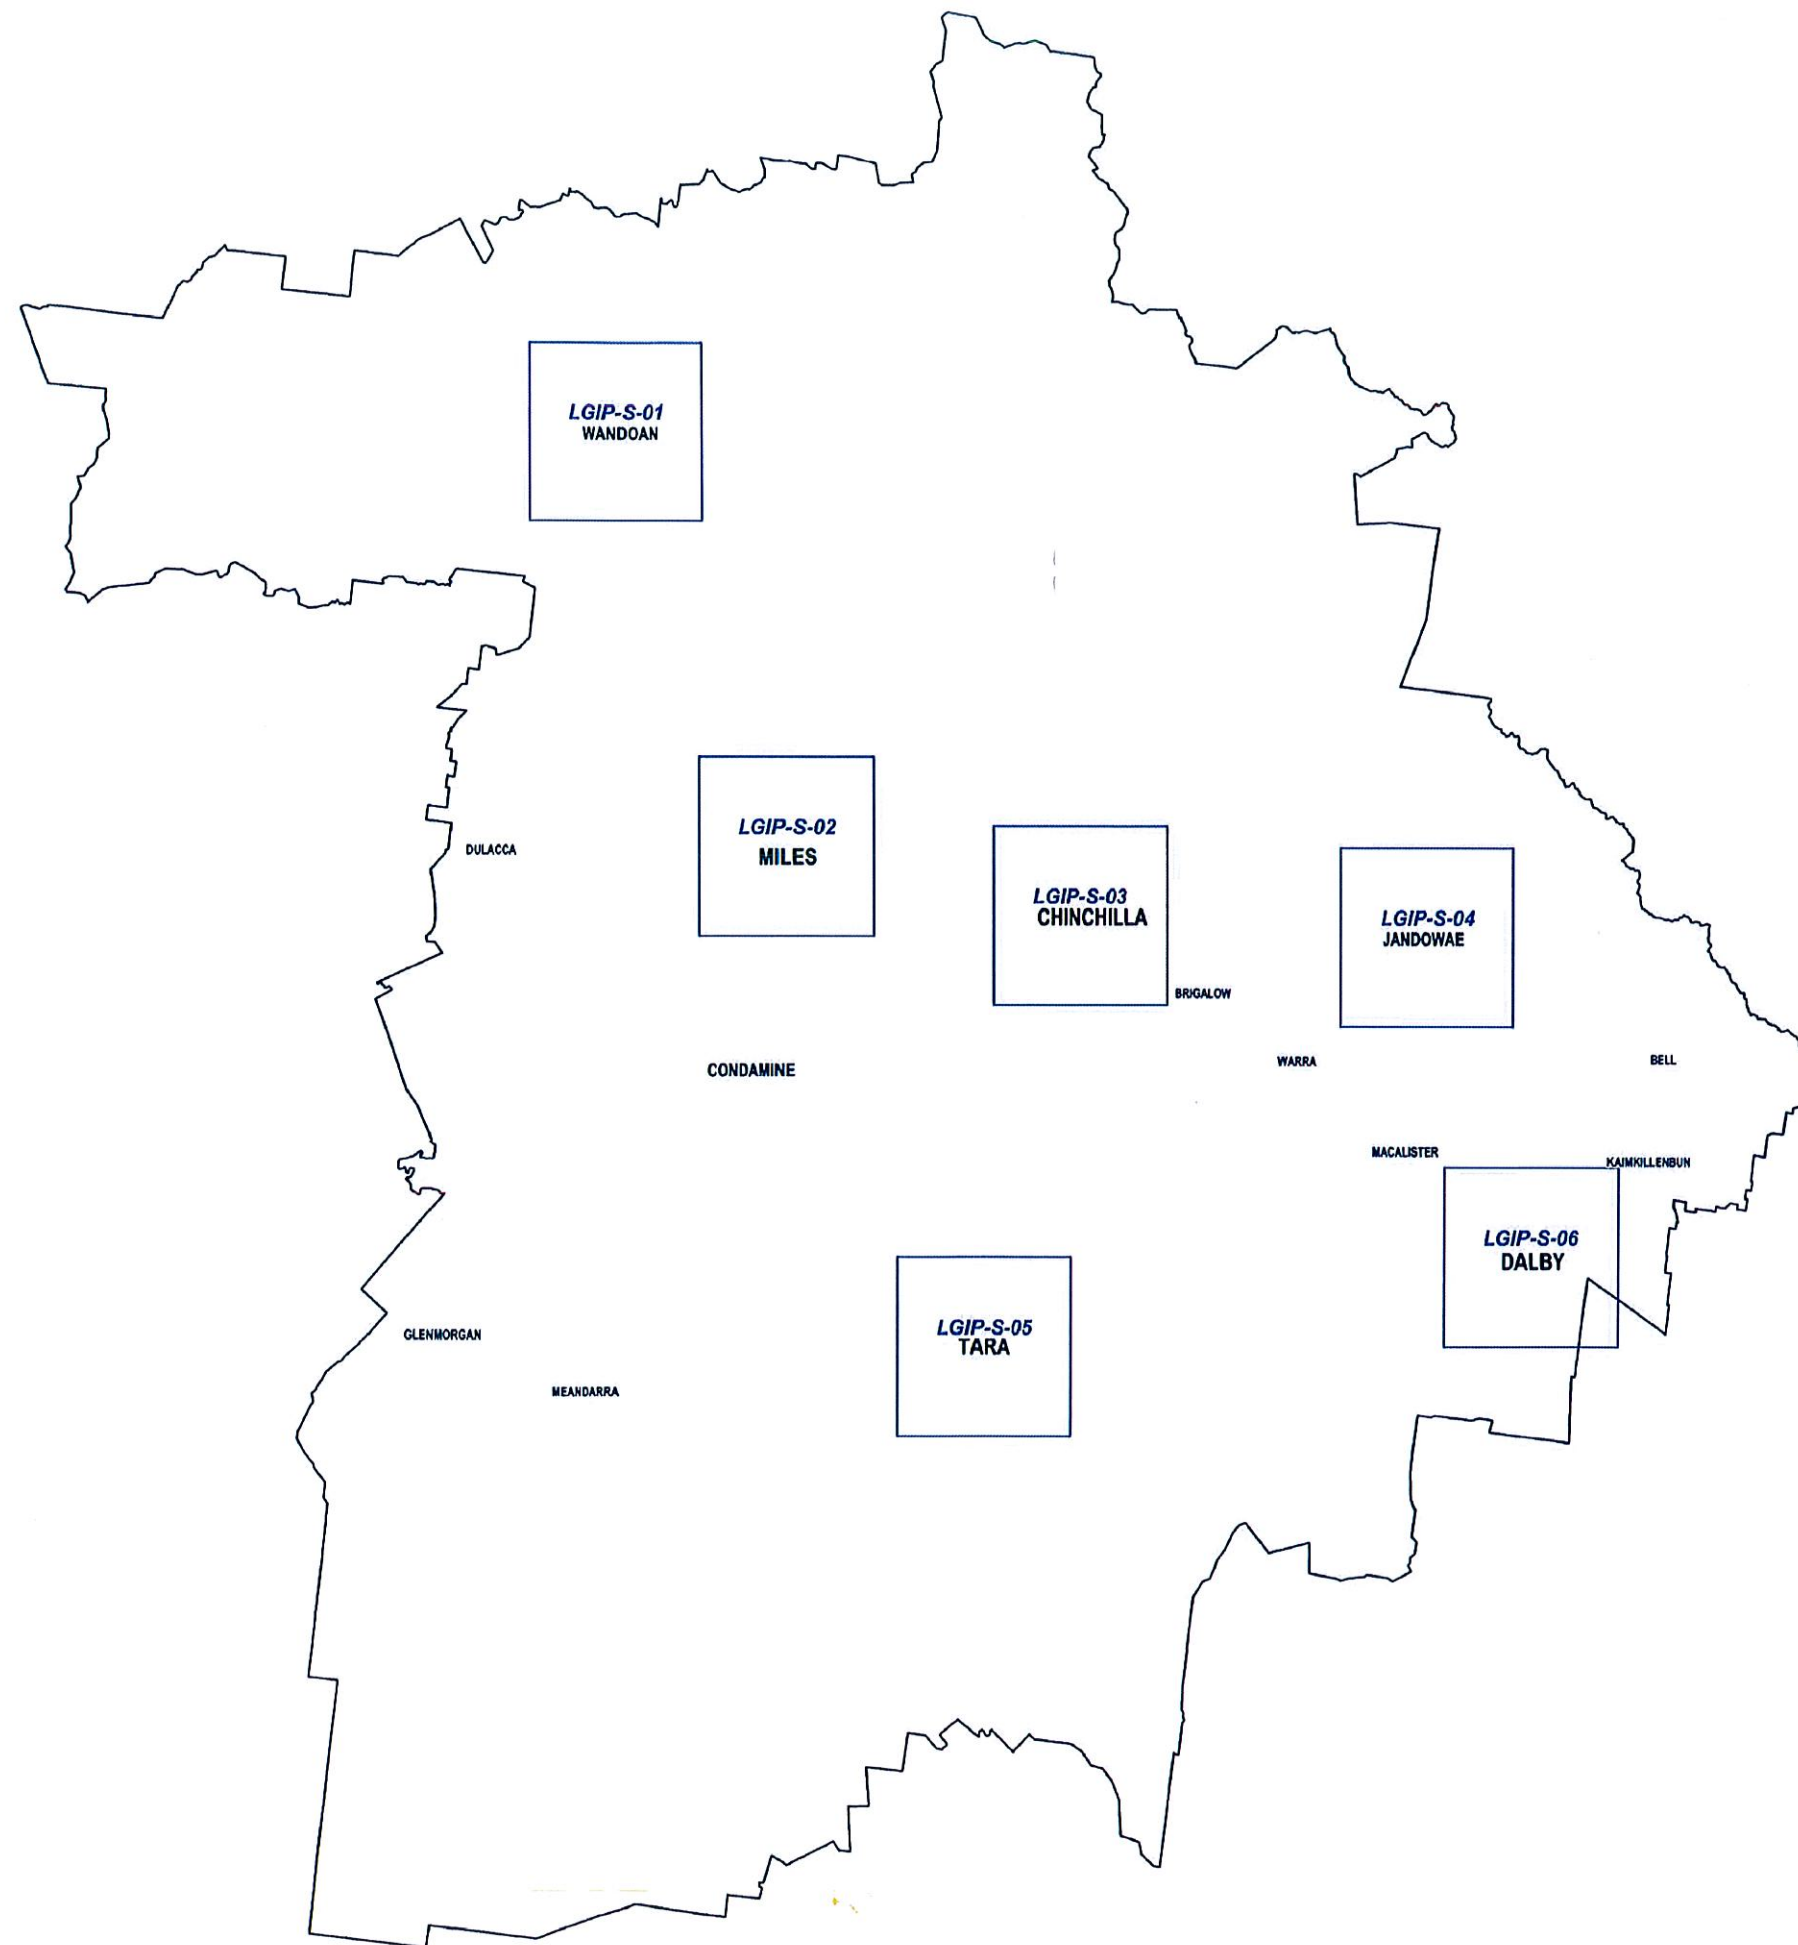 LGIP-S-01
WANDOAN
LGIP-S-02
MILES
DULACCA
LGIP-S-03
CHINCHILLA
LGIP-S-04
JANDOWAE
BRIGALOW
CONDAMINE
WARRA
BELL
MACALISTER
KAIMKILLENBUN
LGIP-S-06
DALBY
LGIP-S-05
TARA
GLENMORGAN
MEANDARRA